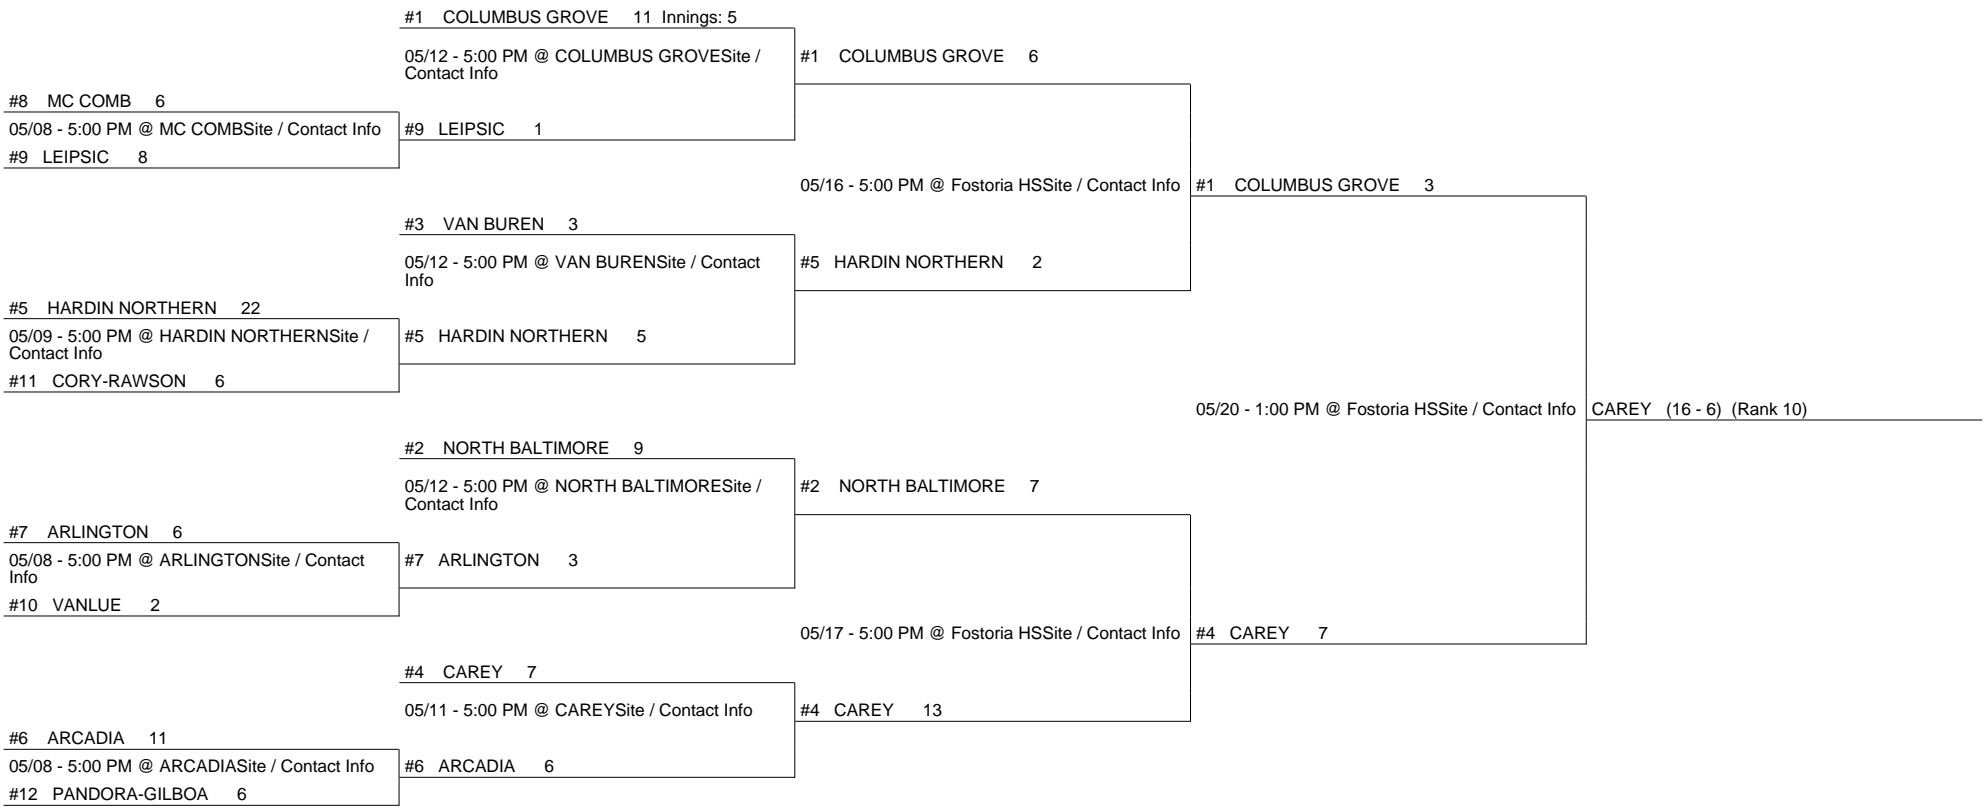 #1 COLUMBUS GROVE 11 Innings: 5
05/12 - 5:00 PM @ COLUMBUS GROVESite /
Contact Info
#1 COLUMBUS GROVE 6
#8 MC COMB 6
05/08 - 5:00 PM @ MC COMBSite / Contact Info
#9 LEIPSIC 1
#9 LEIPSIC 8
05/16 - 5:00 PM @ Fostoria HSSite / Contact Info
#1 COLUMBUS GROVE 3
#3 VAN BUREN 3
05/12 - 5:00 PM @ VAN BURENSite / Contact
Info
#5 HARDIN NORTHERN 2
#5 HARDIN NORTHERN 22
05/09 - 5:00 PM @ HARDIN NORTHERNSite /
Contact Info
#5 HARDIN NORTHERN 5
#11 CORY-RAWSON 6
05/20 - 1:00 PM @ Fostoria HSSite / Contact Info
CAREY (16 - 6) (Rank 10)
#2 NORTH BALTIMORE 9
05/12 - 5:00 PM @ NORTH BALTIMORESite /
Contact Info
#2 NORTH BALTIMORE 7
#7 ARLINGTON 6
05/08 - 5:00 PM @ ARLINGTONSite / Contact
Info
#7 ARLINGTON 3
#10 VANLUE 2
05/17 - 5:00 PM @ Fostoria HSSite / Contact Info
#4 CAREY 7
#4 CAREY 7
05/11 - 5:00 PM @ CAREYSite / Contact Info
#4 CAREY 13
#6 ARCADIA 11
05/08 - 5:00 PM @ ARCADIASite / Contact Info
#6 ARCADIA 6
#12 PANDORA-GILBOA 6